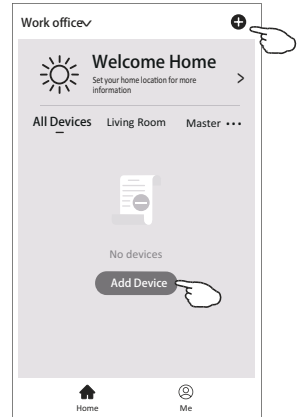 Work office
Welcome Home
Set your home location for more
information
All Devices Living Room Master ...
No devices
Add Device
Home Me